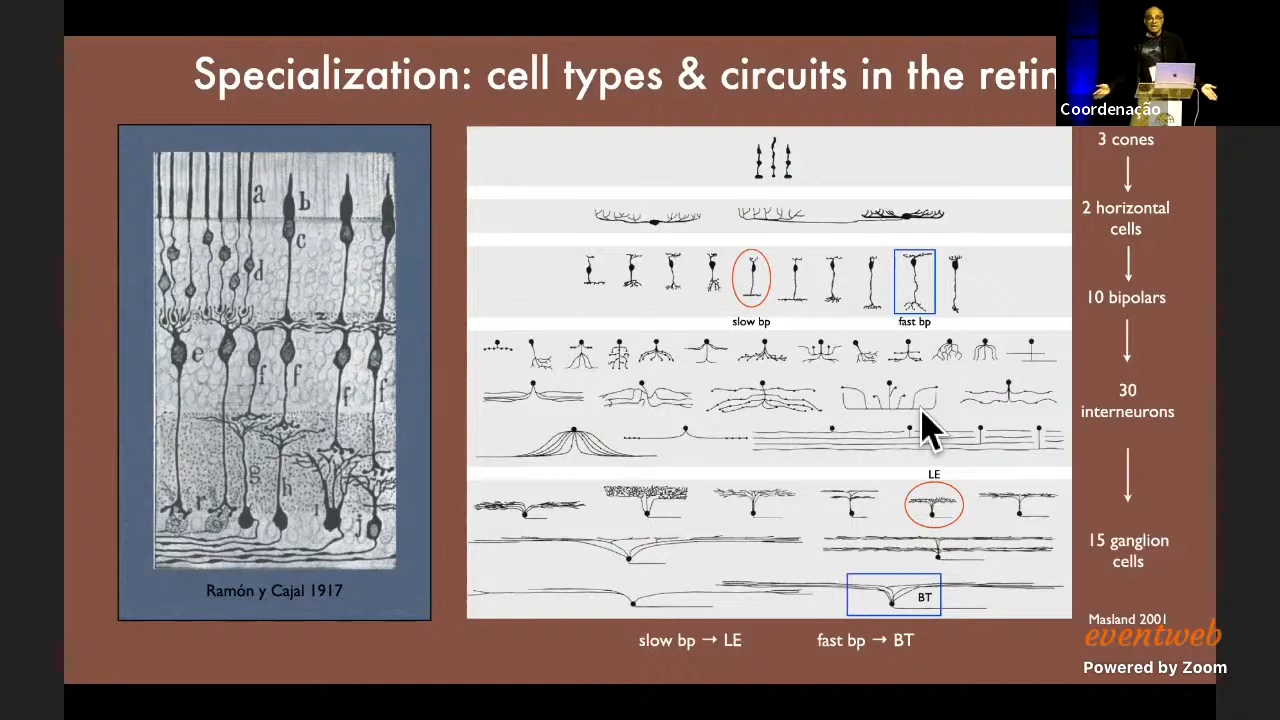 Specialization: cell types & circuits in the retin
Coordenação
a
b
c
d
z
e
f
f
f
f
g
h
r
i
j
Ramón y Cajal 1917
slow bp
fast bp
LE
BT
slow bp → LE
fast bp → BT
3 cones
2 horizontal
cells
10 bipolars
30
interneurons
15 ganglion
cells
Masland 2001
eventweb
Powered by Zoom